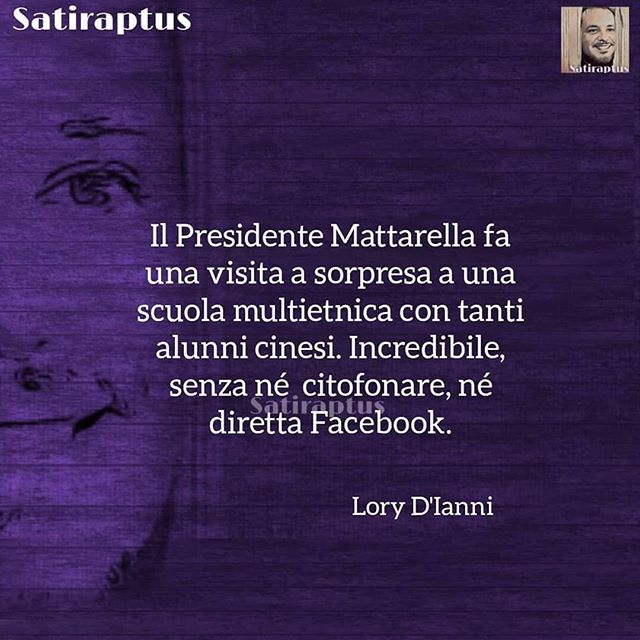 Satiraptus
Satiraptus
Il Presidente Mattarella fa
una visita a sorpresa a una
scuola multietnica con tanti
alunni cinesi. Incredibile,
senza né citofonare, né
Satiraptus
diretta Facebook.
Lory D'Ianni